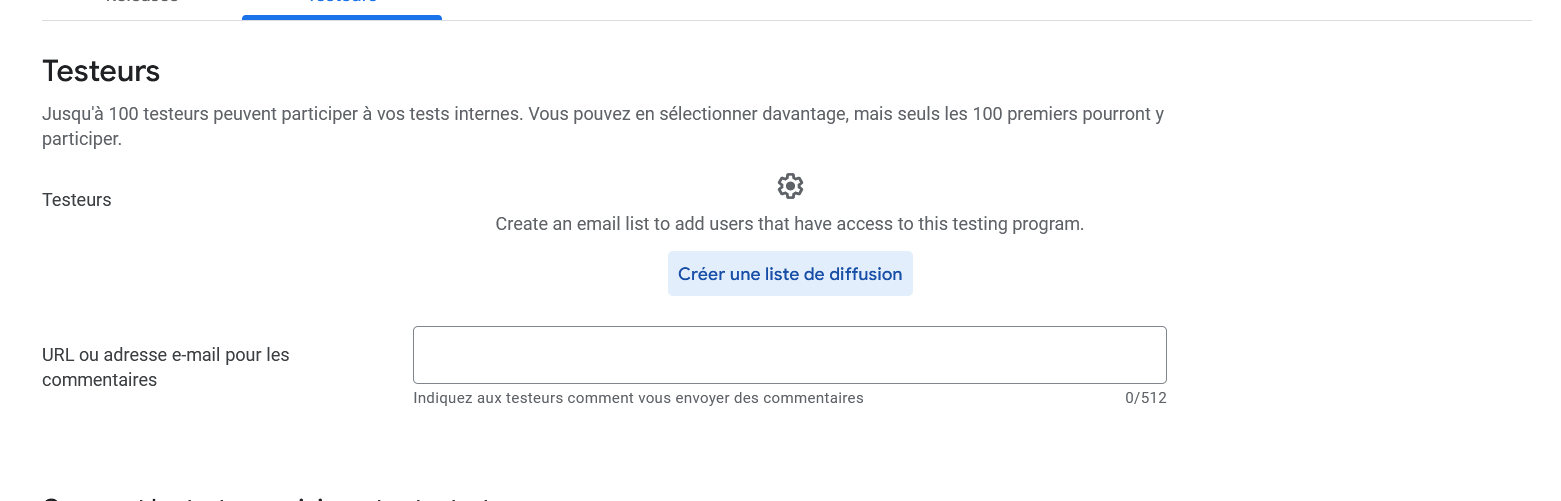 Releases
Testeurs
Testeurs
Jusqu'à 100 testeurs peuvent participer à vos tests internes. Vous pouvez en sélectionner davantage, mais seuls les 100 premiers pourront y
participer.
Testeurs
Create an email list to add users that have access to this testing program.
Créer une liste de diffusion
URL ou adresse e-mail pour les
commentaires
Indiquez aux testeurs comment vous envoyer des commentaires
0/512